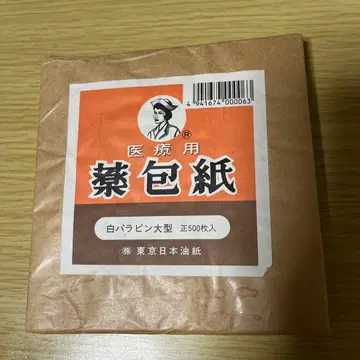 4 941674 000063
®
医療用
薬包紙
白パラピン大型 正500枚入
㈱ 東京日本油紙